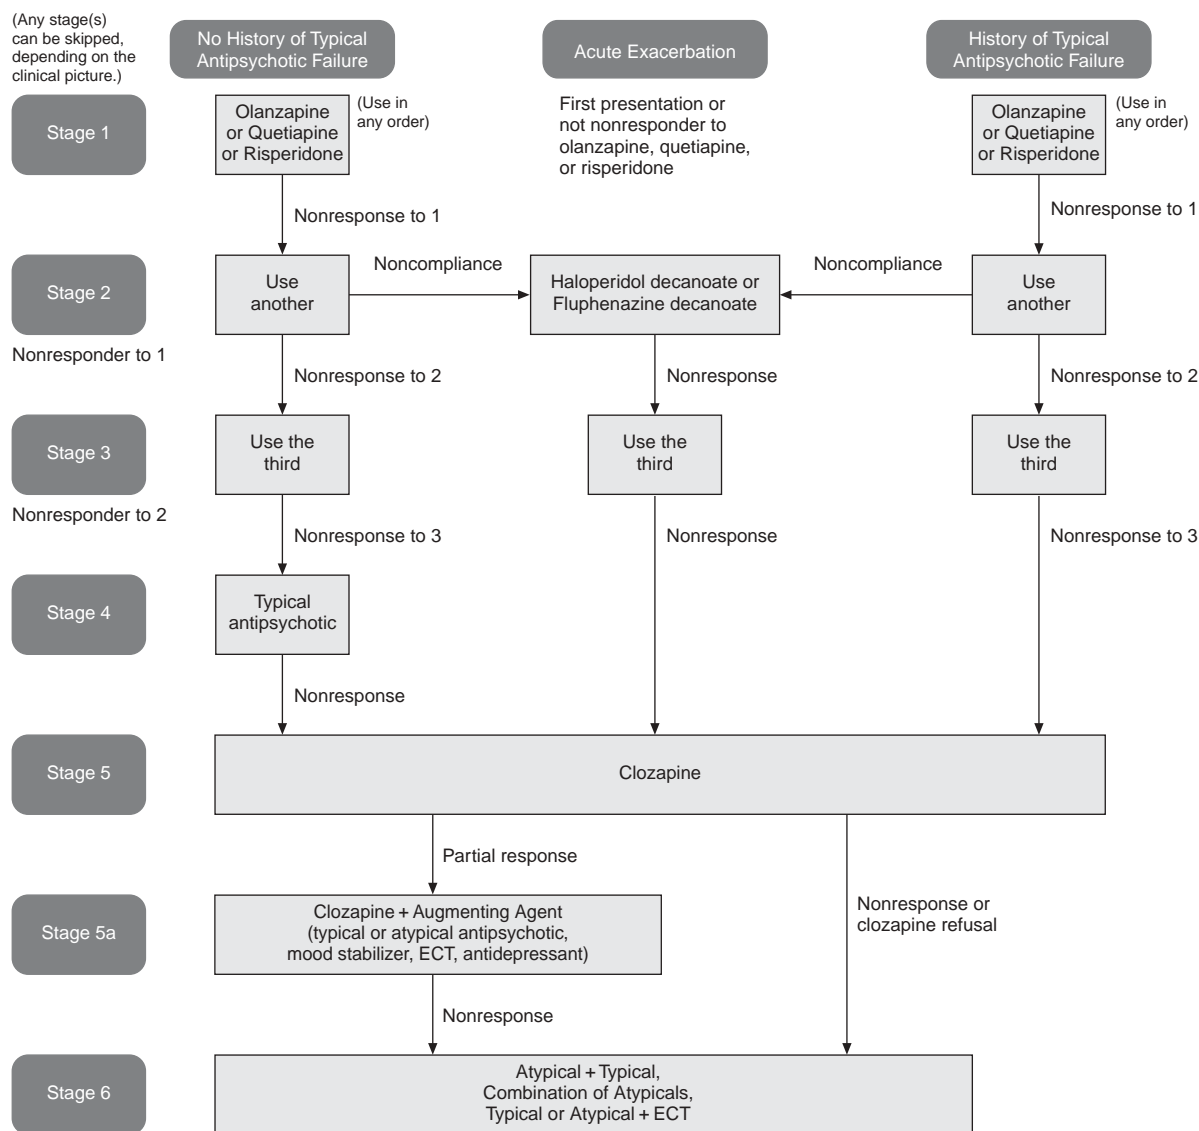 (Any stage(s)
can be skipped,
depending on the
clinical picture.)
No History of Typical
Antipsychotic Failure
Acute Exacerbation
History of Typical
Antipsychotic Failure
Stage 1
Olanzapine
or Quetiapine
or Risperidone
(Use in
any order)
First presentation or
not nonresponder to
olanzapine, quetiapine,
or risperidone
Olanzapine
or Quetiapine
or Risperidone
(Use in
any order)
Nonresponse to 1
Nonresponse to 1
Stage 2
Nonresponder to 1
Use
another
Noncompliance
Haloperidol decanoate or
Fluphenazine decanoate
Noncompliance
Use
another
Nonresponse to 2
Nonresponse
Nonresponse to 2
Stage 3
Nonresponder to 2
Use the
third
Use the
third
Use the
third
Nonresponse to 3
Nonresponse
Nonresponse to 3
Stage 4
Typical
antipsychotic
Nonresponse
Stage 5
Clozapine
Partial response
Nonresponse or
clozapine refusal
Stage 5a
Clozapine + Augmenting Agent
(typical or atypical antipsychotic,
mood stabilizer, ECT, antidepressant)
Nonresponse
Stage 6
Atypical + Typical,
Combination of Atypicals,
Typical or Atypical + ECT